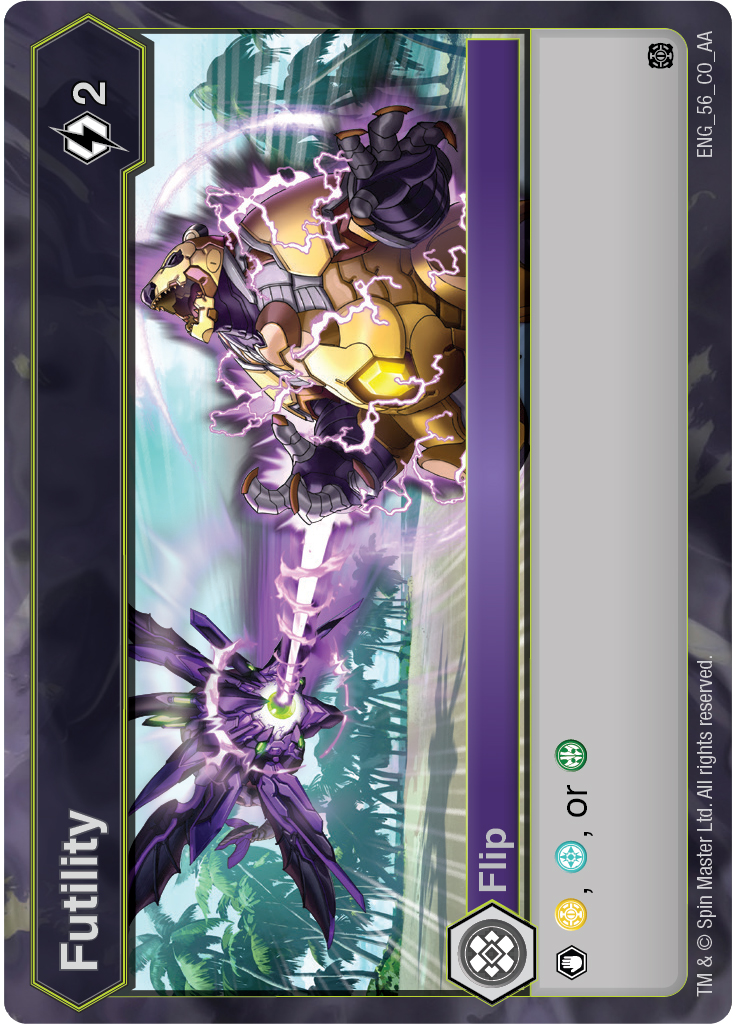 Futility
2
Flip
, , or
TM & © Spin Master Ltd. All rights reserved.
ENG_56_CO_AA